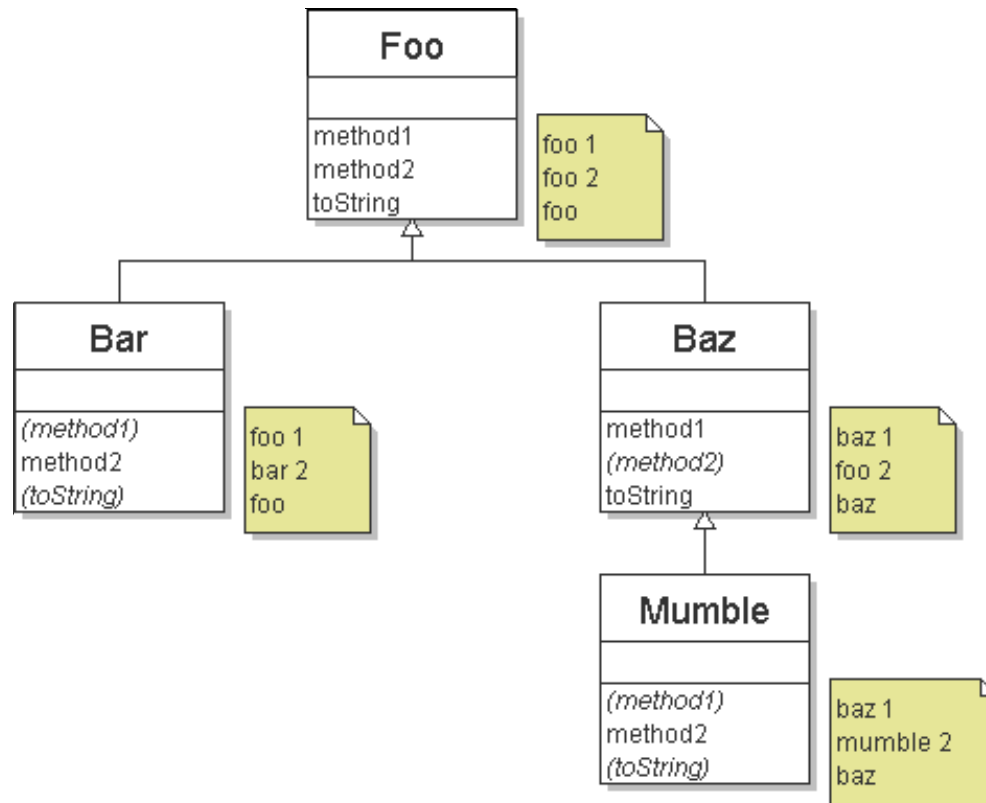 Foo
method1
method2
toString
foo 1
foo 2
foo
Bar
(method1)
method2
(toString)
foo 1
bar 2
foo
Baz
method1
(method2)
toString
baz 1
foo 2
baz
Mumble
(method1)
method2
(toString)
baz 1
mumble 2
baz